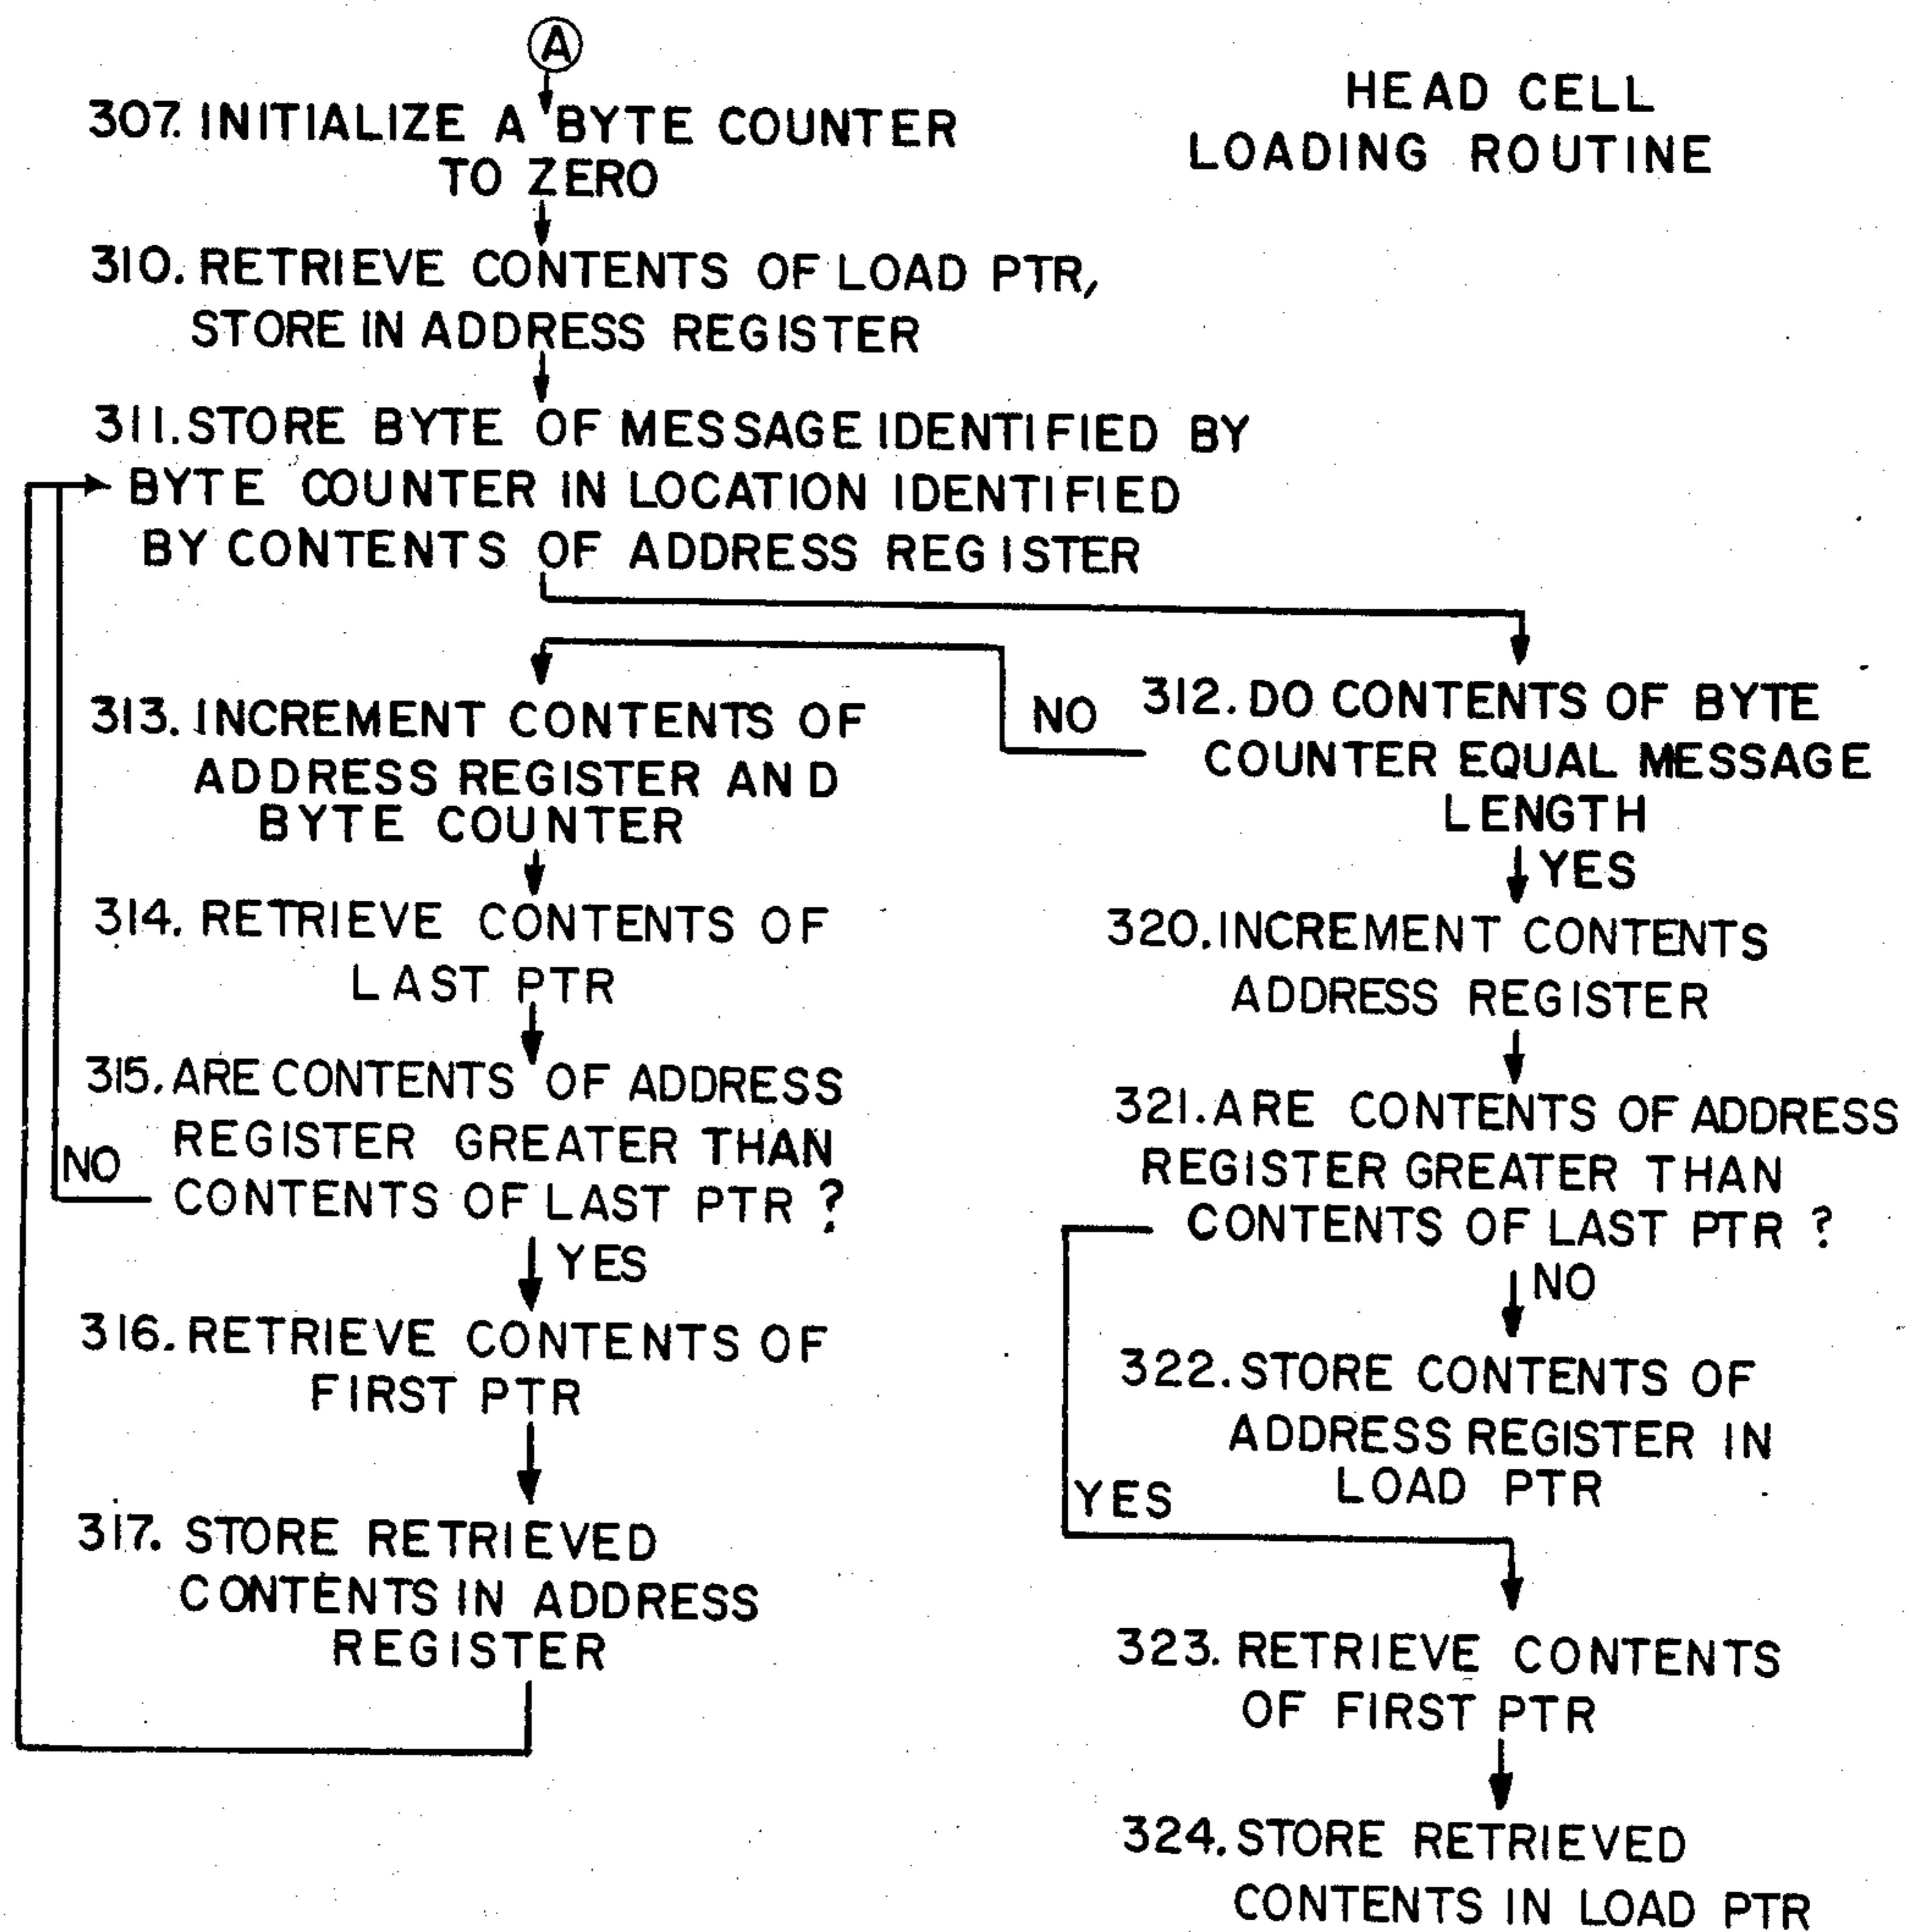 A
HEAD CELL
LOADING ROUTINE
307. INITIALIZE A BYTE COUNTER
TO ZERO
310. RETRIEVE CONTENTS OF LOAD PTR,
STORE IN ADDRESS REGISTER
311. STORE BYTE OF MESSAGE IDENTIFIED BY
BYTE COUNTER IN LOCATION IDENTIFIED
BY CONTENTS OF ADDRESS REGISTER
312. DO CONTENTS OF BYTE
COUNTER EQUAL MESSAGE
LENGTH
NO
YES
313. INCREMENT CONTENTS OF
ADDRESS REGISTER AND
BYTE COUNTER
314. RETRIEVE CONTENTS OF
LAST PTR
315. ARE CONTENTS OF ADDRESS
REGISTER GREATER THAN
CONTENTS OF LAST PTR ?
NO
YES
316. RETRIEVE CONTENTS OF
FIRST PTR
317. STORE RETRIEVED
CONTENTS IN ADDRESS
REGISTER
320. INCREMENT CONTENTS
ADDRESS REGISTER
321. ARE CONTENTS OF ADDRESS
REGISTER GREATER THAN
CONTENTS OF LAST PTR ?
NO
YES
322. STORE CONTENTS OF
ADDRESS REGISTER IN
LOAD PTR
323. RETRIEVE CONTENTS
OF FIRST PTR
324. STORE RETRIEVED
CONTENTS IN LOAD PTR